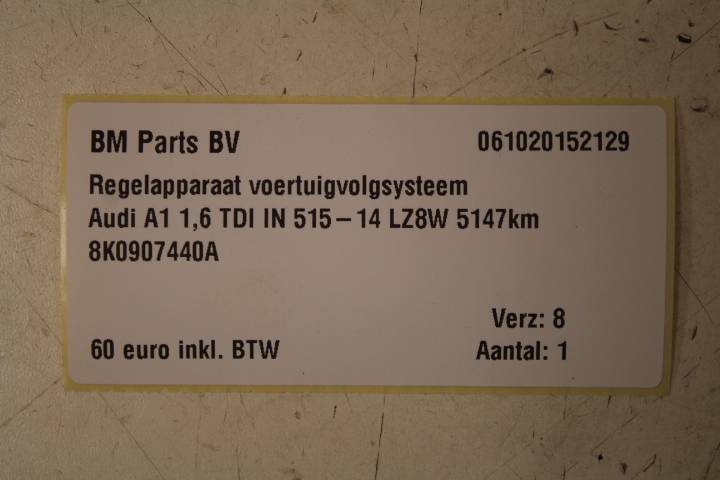 BM Parts BV 061020152129
Regelapparaat voertuigvolgsysteem
Audi A1 1,6 TDI IN 515 – 14 LZ8W 5147km
8K0907440A
Verz: 8
60 euro inkl. BTW Aantal: 1